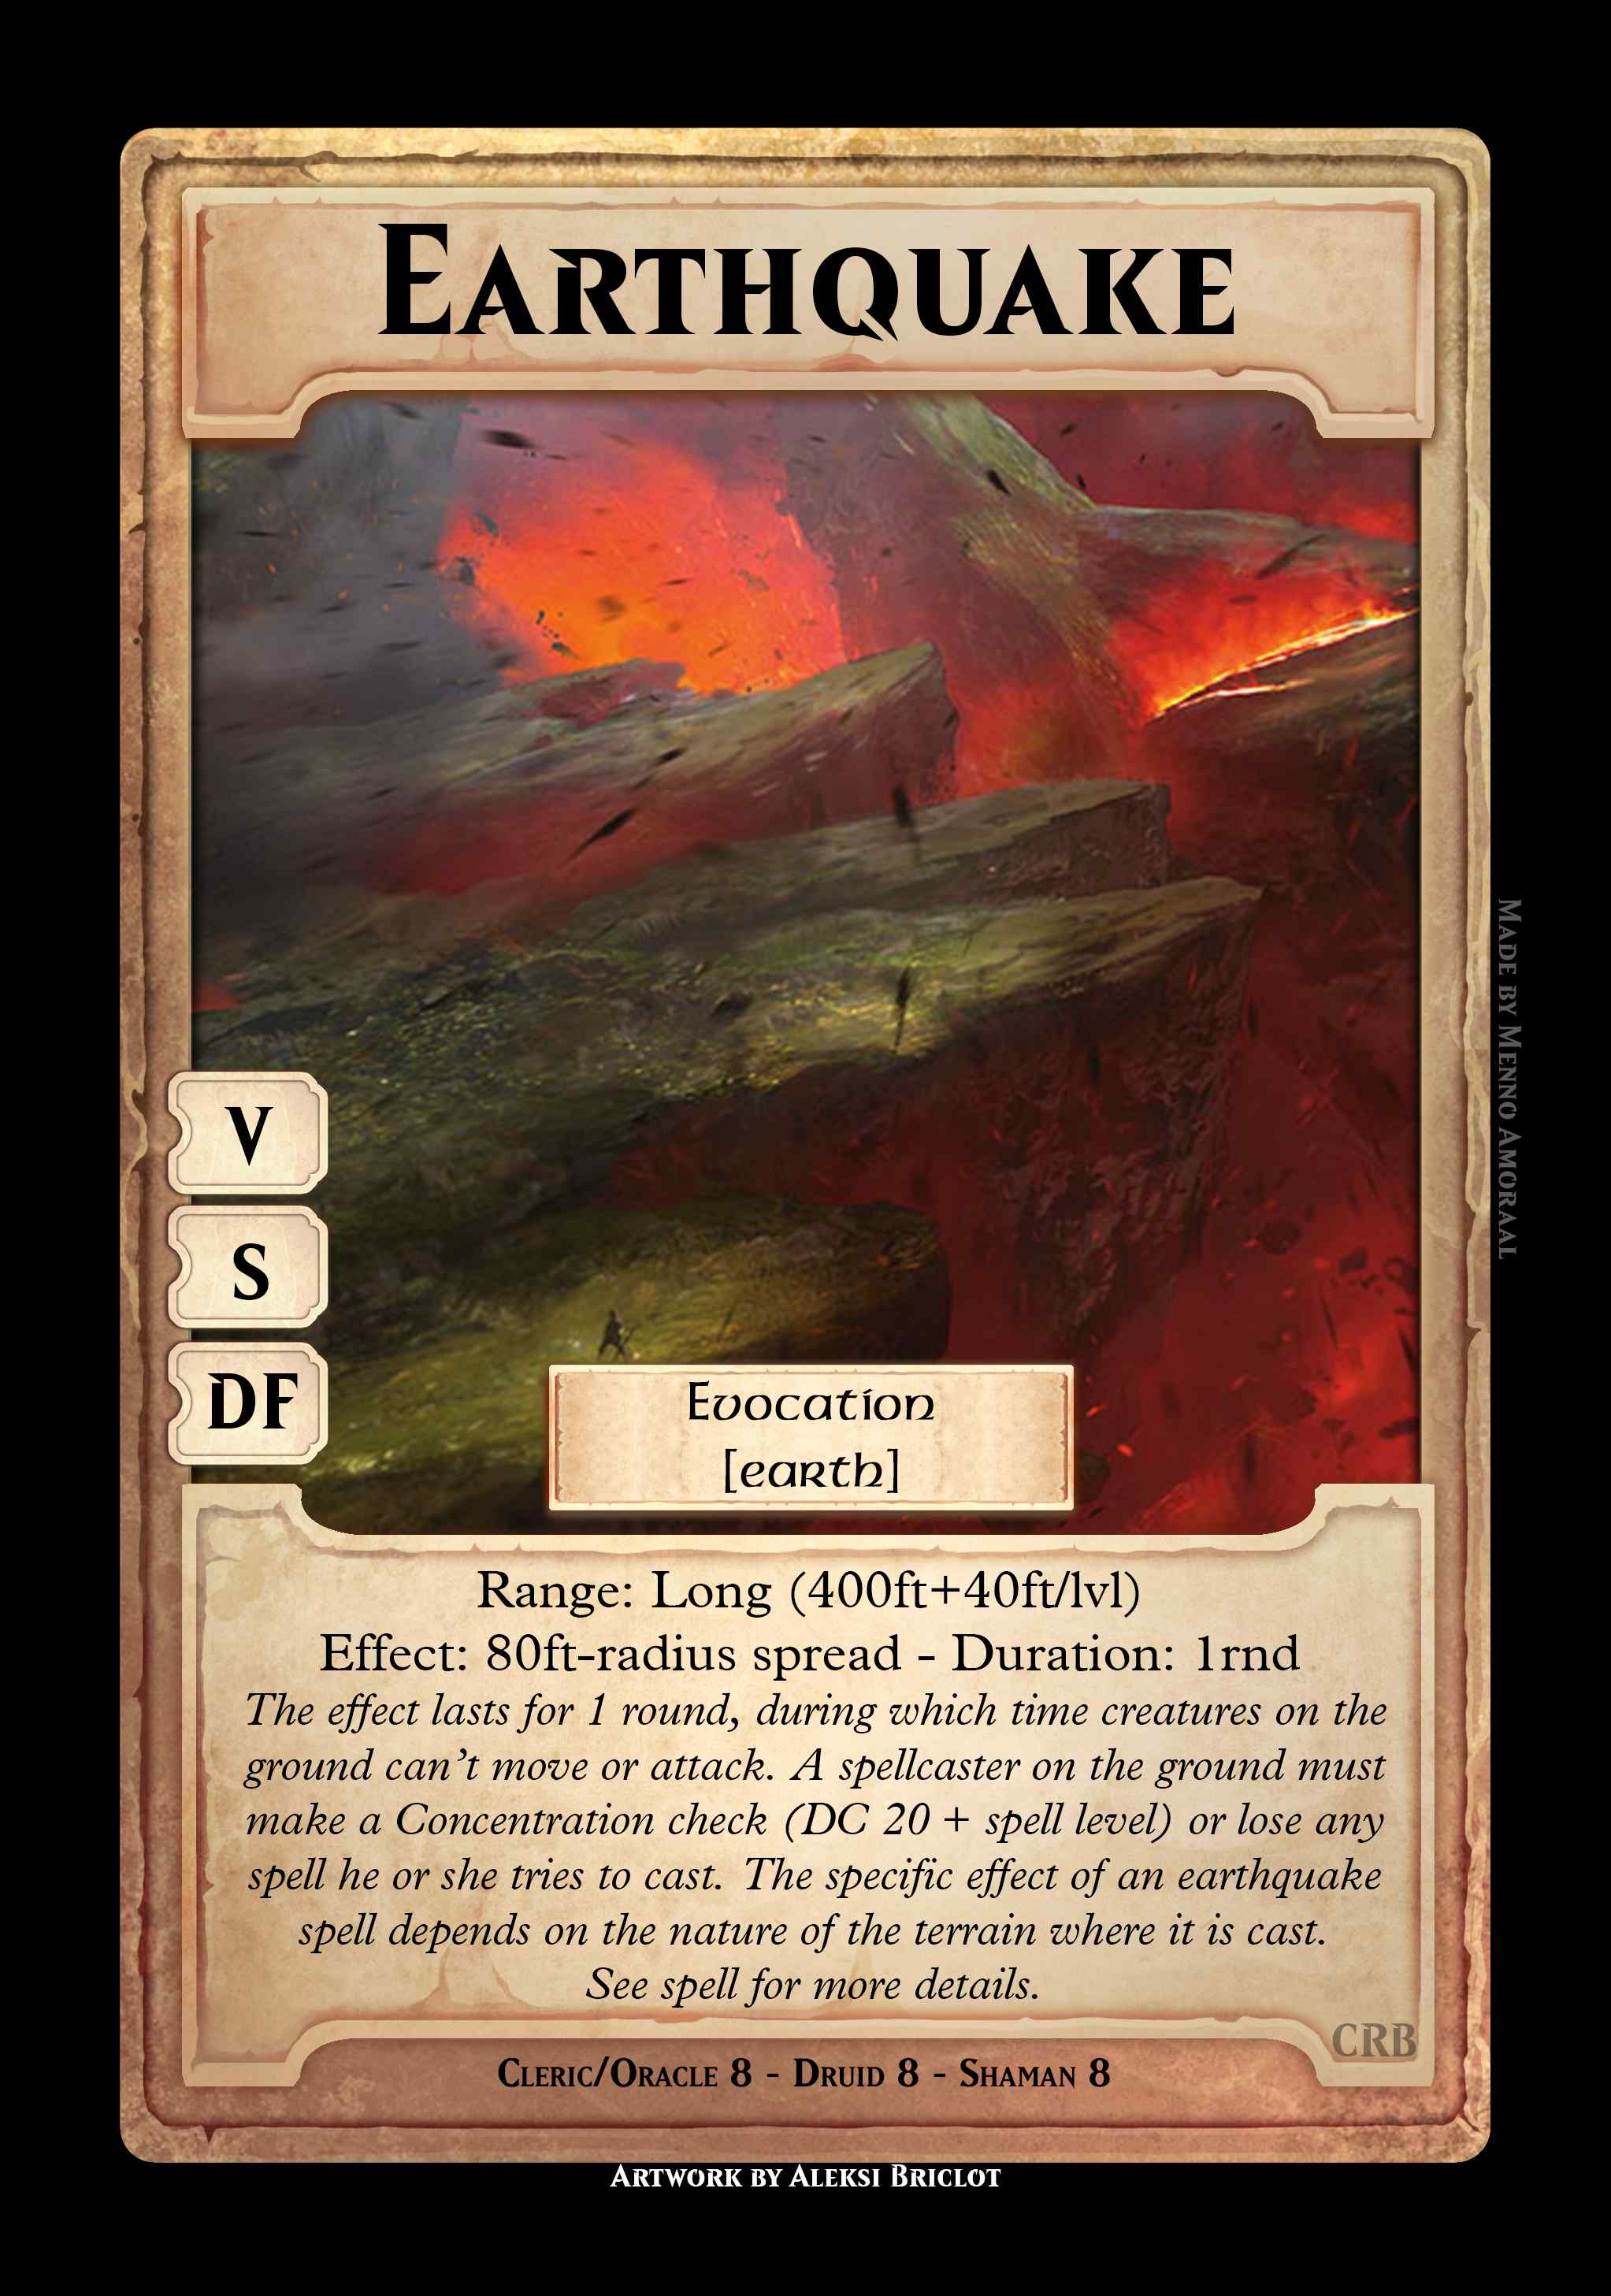 Earthquake
V
S
DF
Evocation
[earth]
Range: Long (400ft+40ft/lvl)
Effect: 80ft-radius spread - Duration: 1rnd
The effect lasts for 1 round, during which time creatures on the
ground can't move or attack. A spellcaster on the ground must
make a Concentration check (DC 20 + spell level) or lose any
spell he or she tries to cast. The specific effect of an earthquake
spell depends on the nature of the terrain where it is cast.
See spell for more details.
CRB
Cleric/Oracle 8 - Druid 8 - Shaman 8
Artwork by Aleksi Briclot
Made by Menno Amoraal